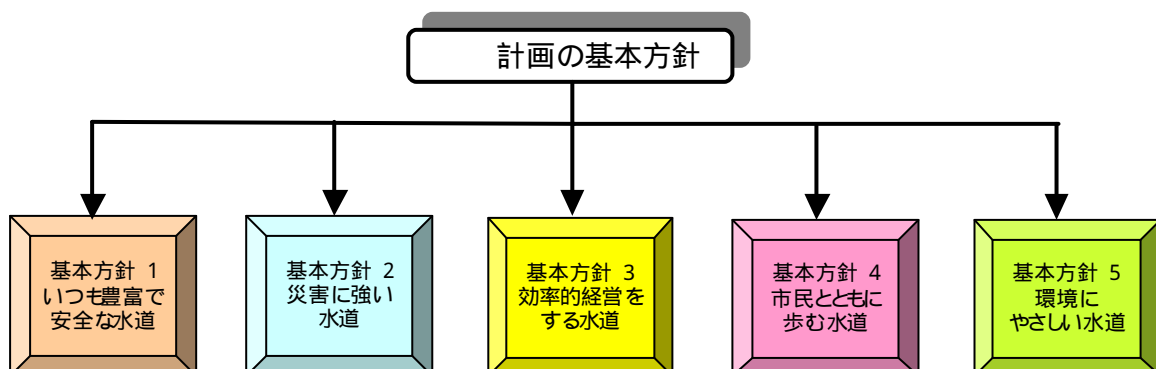 計画の基本方針
基本方針 1
いつも豊富で
安全な水道
基本方針 2
災害に強い
水道
基本方針 3
効率的経営を
する水道
基本方針 4
市民とともに
歩む水道
基本方針 5
環境に
やさしい水道